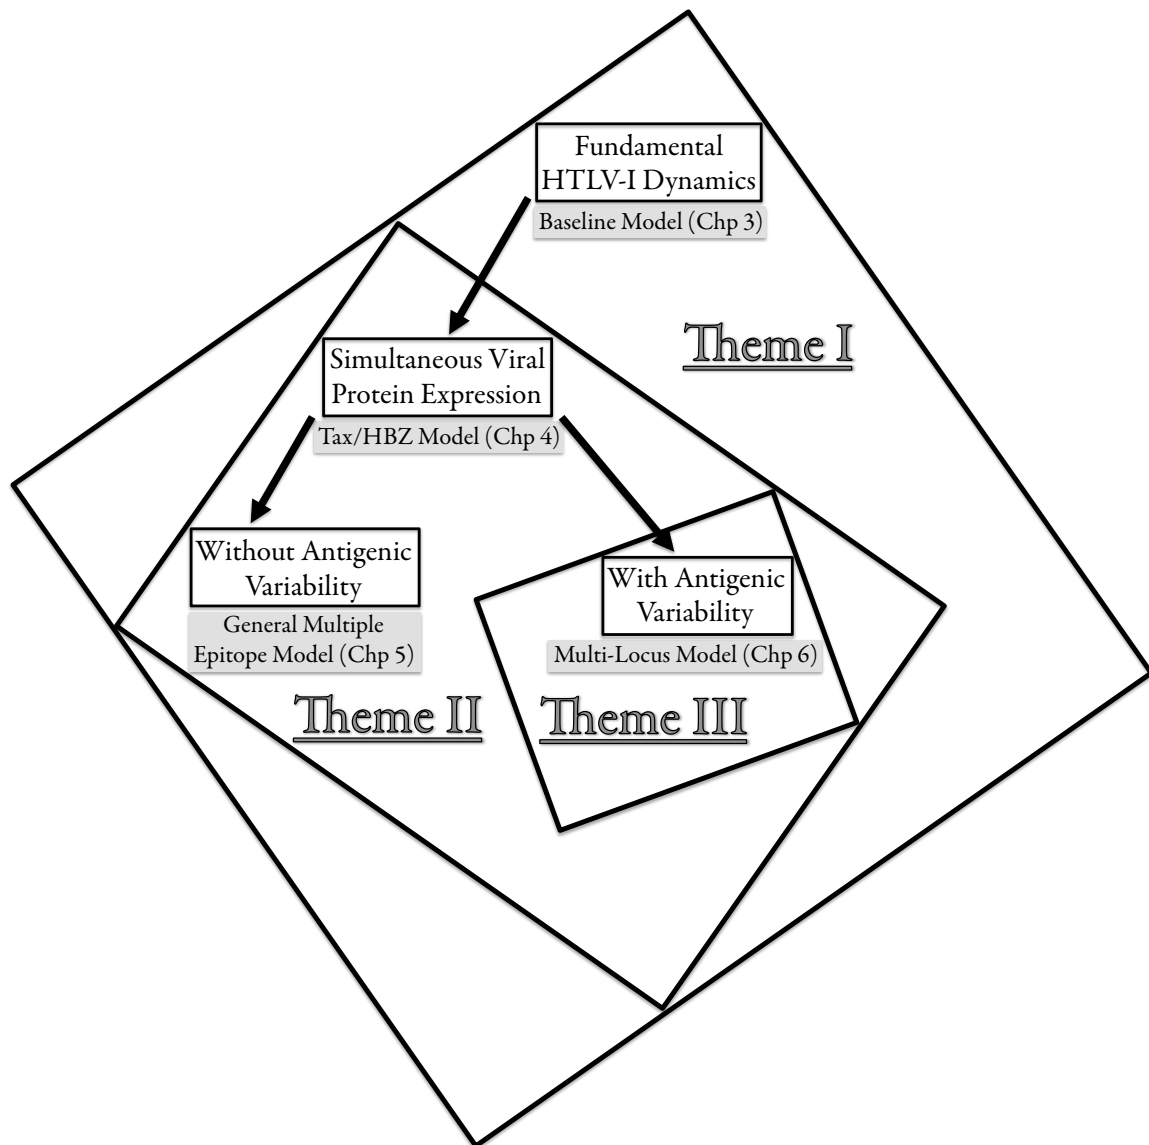 Fundamental
HTLV-I Dynamics
Baseline Model (Chp 3)
Theme I
Simultaneous Viral
Protein Expression
Tax/HBZ Model (Chp 4)
Without Antigenic
Variability
General Multiple
Epitope Model (Chp 5)
With Antigenic
Variability
Multi-Locus Model (Chp 6)
Theme II
Theme III